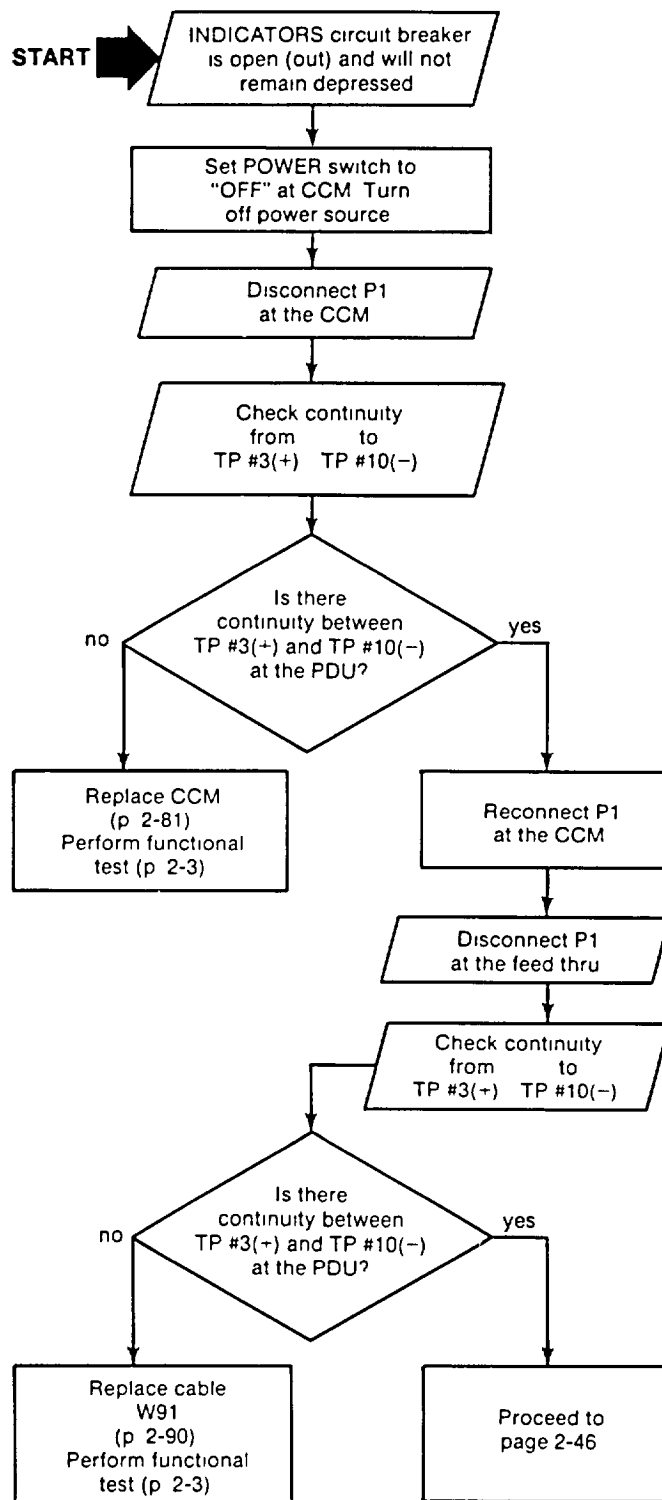 START
INDICATORS circuit breaker
is open (out) and will not
remain depressed
Set POWER switch to
"OFF" at CCM Turn
off power source
Disconnect P1
at the CCM
Check continuity
from to
TP #3(+) TP #10(−)
Is there
continuity between
TP #3(+) and TP #10(−)
at the PDU?
no
yes
Replace CCM
(p 2-81)
Perform functional
test (p 2-3)
Reconnect P1
at the CCM
Disconnect P1
at the feed thru
Check continuity
from to
TP #3(+) TP #10(−)
Is there
continuity between
TP #3(+) and TP #10(−)
at the PDU?
no
yes
Replace cable
W91
(p 2-90)
Perform functional
test (p 2-3)
Proceed to
page 2-46